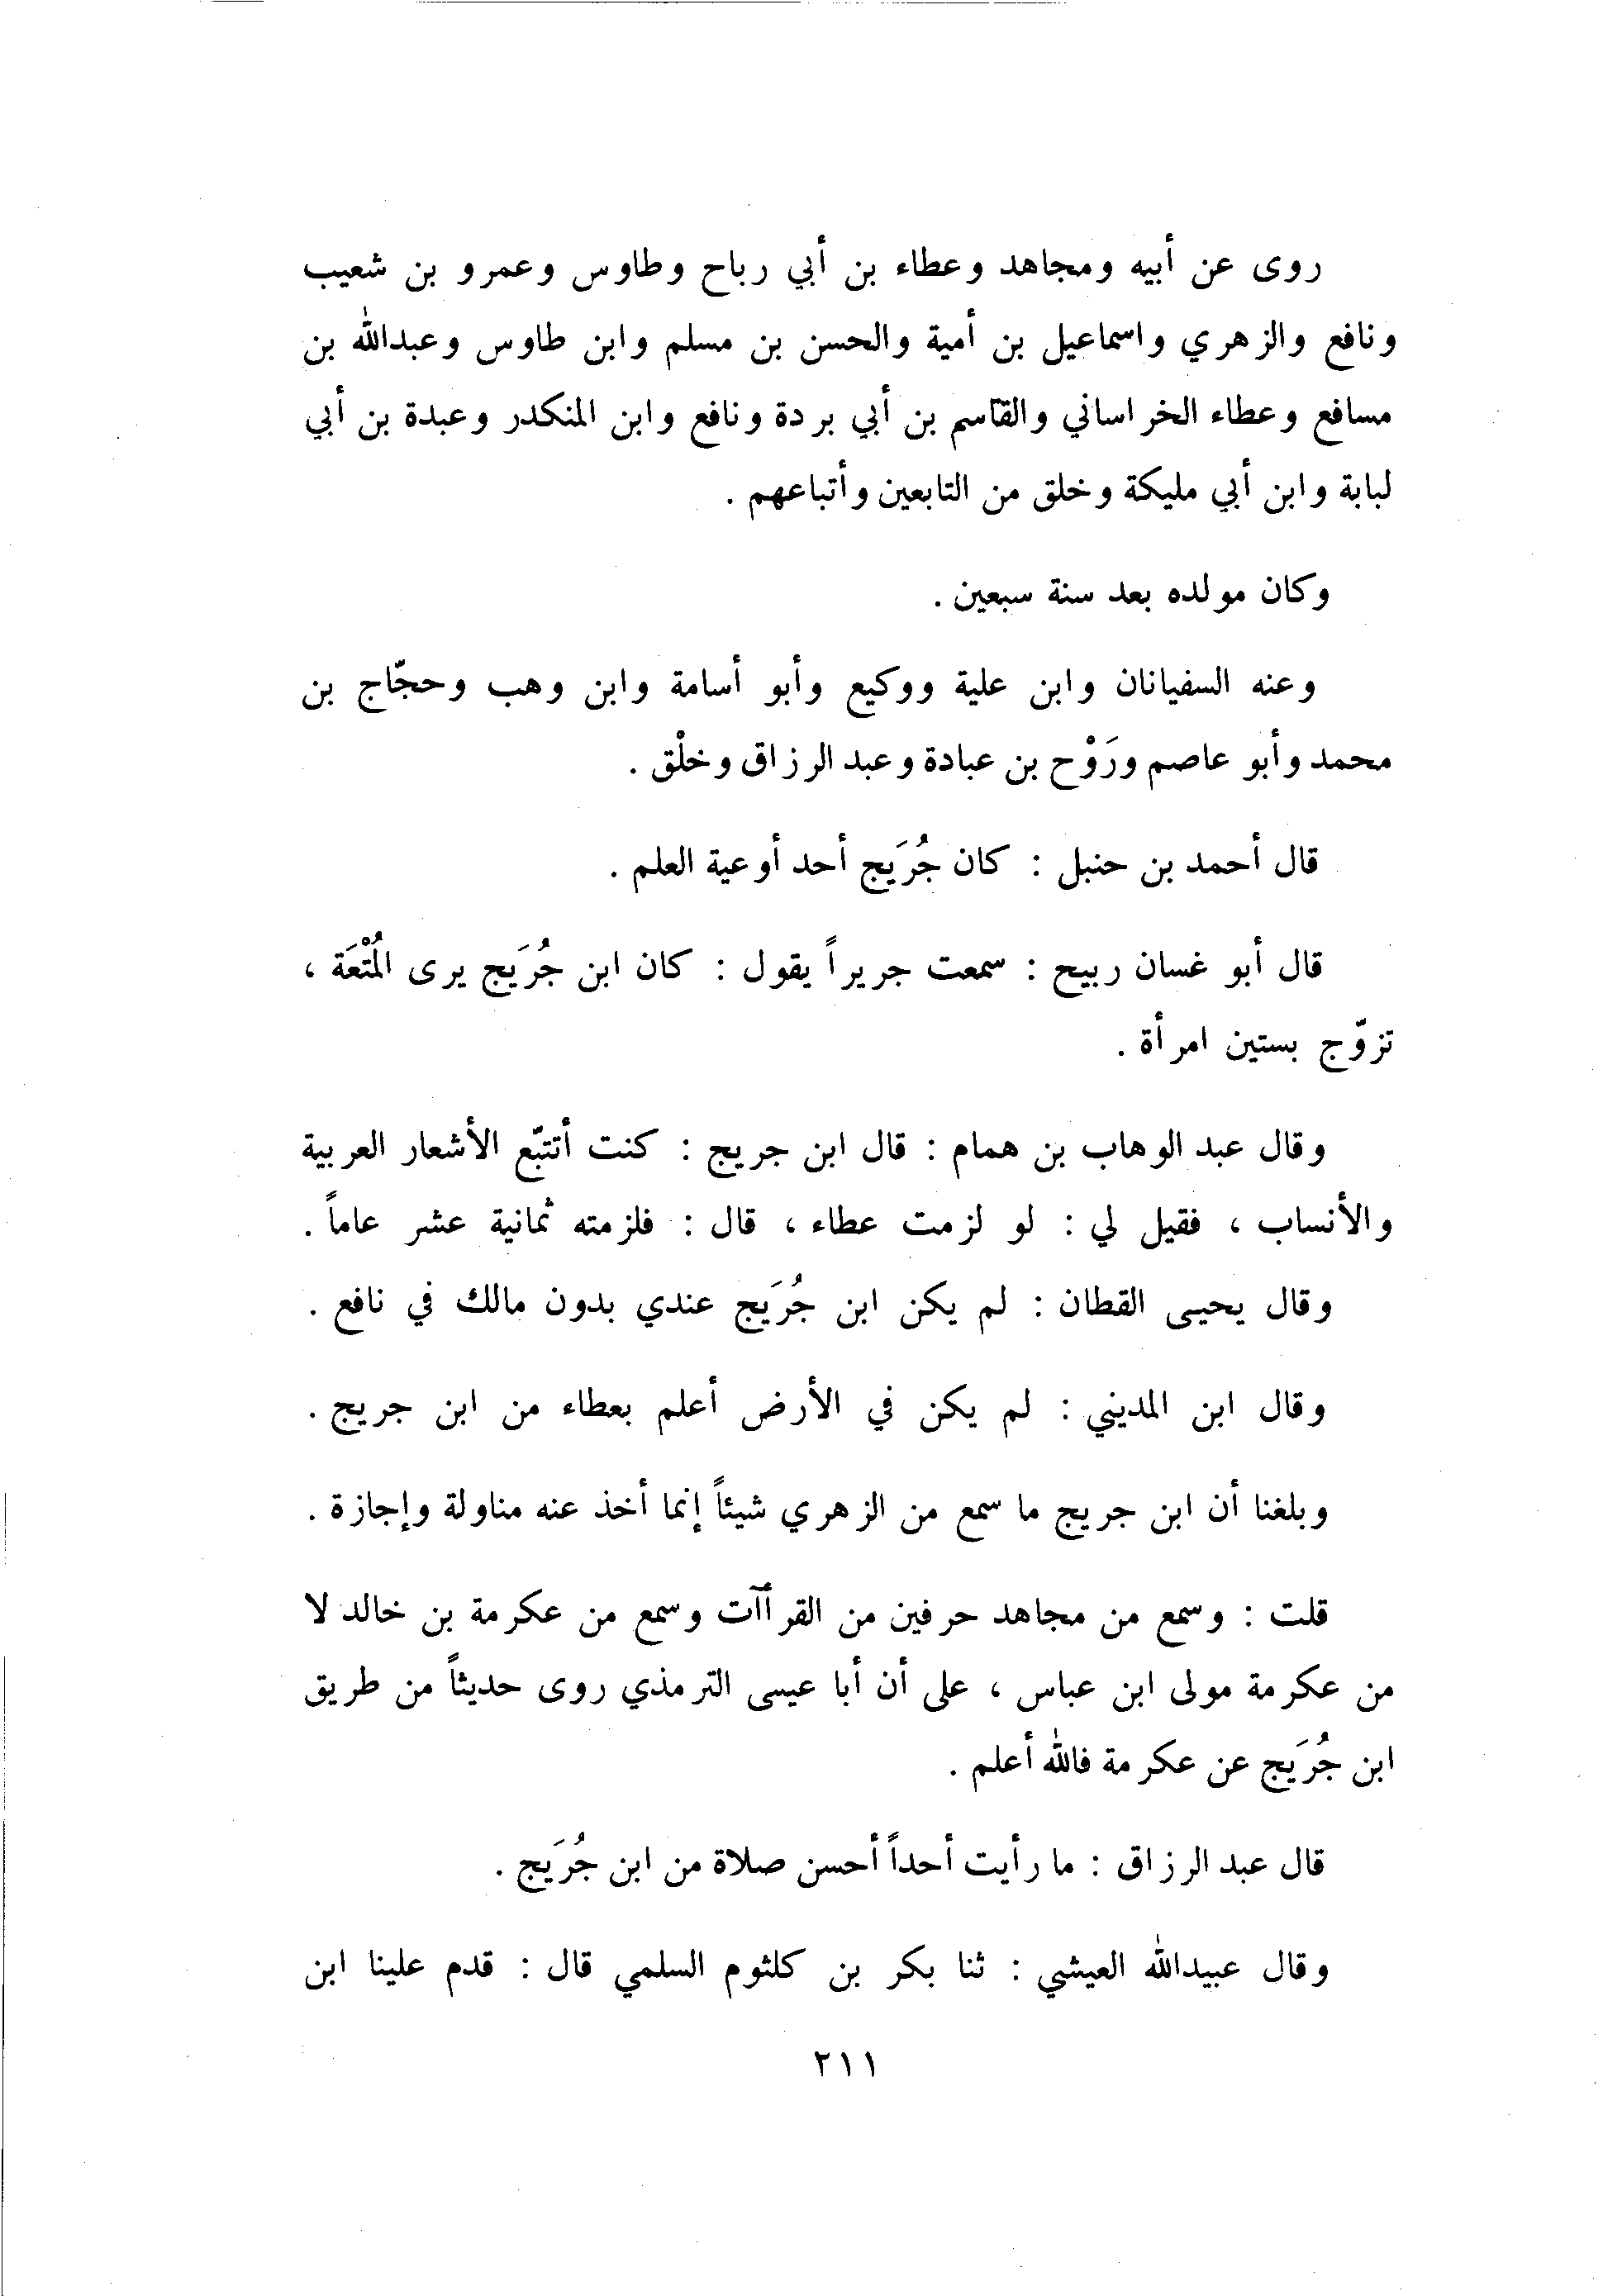 روى عن أبيه ومجاهد وعطاء بن أبي رباح وطاوس وعمرو بن شعيب
ونافع والزهري واسماعيل بن أمية والحسن بن مسلم وابن طاوس وعبدالله بن
مسافع وعطاء الخراساني والقاسم بن أبي بردة ونافع وابن المنكدر وعبدة بن أبي
لبابة وابن أبي مليكة وخلق من التابعين وأتباعهم .
وكان مولده بعد سنة سبعين .
وعنه السفيانان وابن علية ووكيع وأبو أسامة وابن وهب وحجّاج بن
محمد وأبو عاصم ورَوْح بن عبادة وعبد الرزاق وخلْق .
قال أحمد بن حنبل : كان جُرَيج أحد أوعية العلم .
قال أبو غسان ربيح : سمعت جريراً يقول : كان ابن جُرَيج يرى المُتْعَة ،
تزوّج بستين امرأة .
وقال عبد الوهاب بن همام : قال ابن جريج : كنت أتتبّع الأشعار العربية
والأنساب ، فقيل لي : لو لزمت عطاء ، قال : فلزمته ثمانية عشر عاماً .
وقال يحيى القطان : لم يكن ابن جُرَيج عندي بدون مالك في نافع .
وقال ابن المديني : لم يكن في الأرض أعلم بعطاء من ابن جريج .
وبلغنا أن ابن جريج ما سمع من الزهري شيئاً إنما أخذ عنه مناولة وإجازة .
قلت : وسمع من مجاهد حرفين من القرآآت وسمع من عكرمة بن خالد لا
من عكرمة مولى ابن عباس ، على أن أبا عيسى الترمذي روى حديثاً من طريق
ابن جُرَيج عن عكرمة فالله أعلم .
قال عبد الرزاق : ما رأيت أحداً أحسن صلاة من ابن جُرَيج .
وقال عبيدالله العيشي : ثنا بكر بن كلثوم السلمي قال : قدم علينا ابن
٢١١